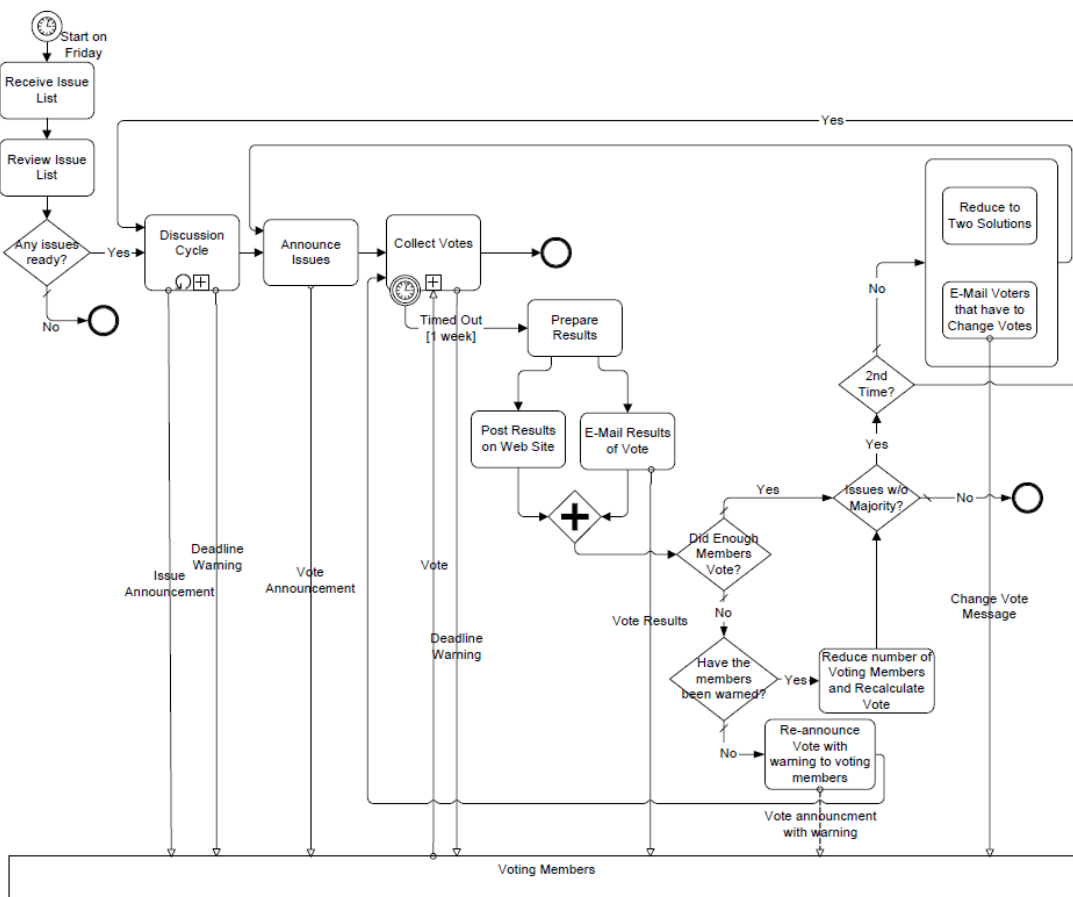 Start on
Friday
Receive Issue
List
Review Issue
List
Any issues
ready?
Yes
No
Yes
Discussion
Cycle
Announce
Issues
Collect Votes
Timed Out
[1 week]
Prepare
Results
Post Results
on Web Site
E-Mail Results
of Vote
Reduce to
Two Solutions
E-Mail Voters
that have to
Change Votes
No
2nd
Time?
Yes
Issues w/o
Majority?
No
Yes
Did Enough
Members
Vote?
No
Have the
members
been warned?
Yes
Reduce number of
Voting Members
and Recalculate
Vote
No
Re-announce
Vote with
warning to voting
members
Issue
Announcement
Deadline
Warning
Vote
Announcement
Vote
Deadline
Warning
Vote Results
Change Vote
Message
Vote announcment
with warning
Voting Members